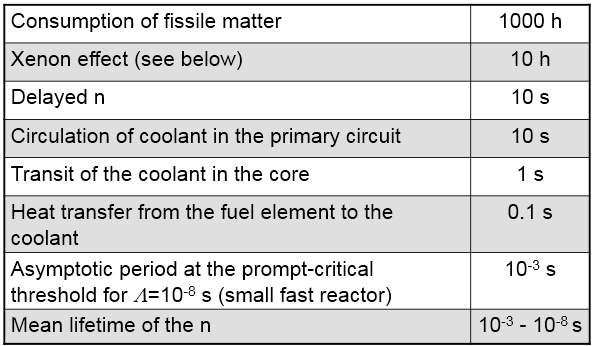 Consumption of fissile matter 1000 h
Xenon effect (see below) 10 h
Delayed n 10 s
Circulation of coolant in the primary circuit 10 s
Transit of the coolant in the core 1 s
Heat transfer from the fuel element to the 0.1 s
coolant
Asymptotic period at the prompt-critical 10⁻³ s
threshold for Λ=10⁻⁸ s (small fast reactor)
Mean lifetime of the n 10⁻³ - 10⁻⁸ s